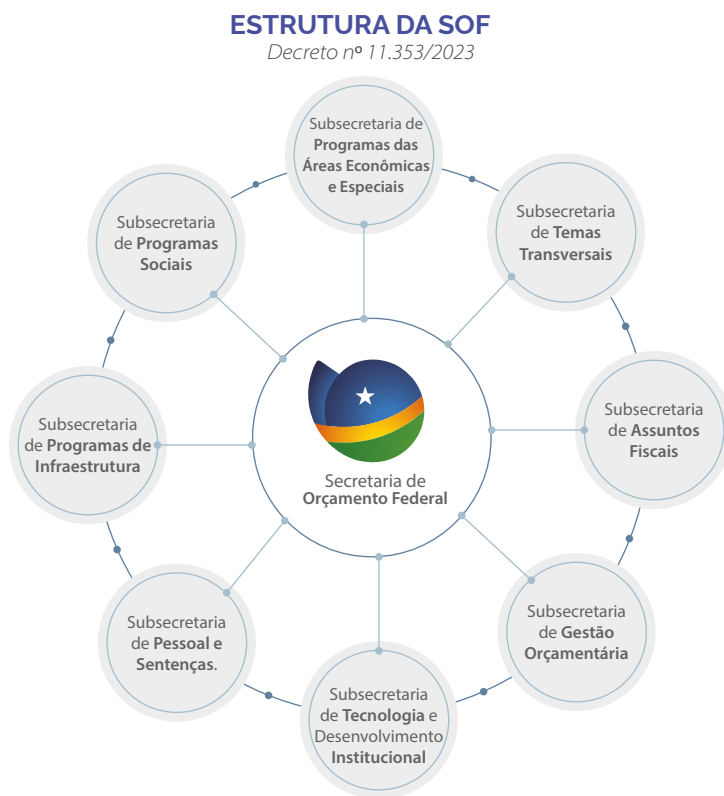 ESTRUTURA DA SOF
Decreto nº 11.353/2023
Subsecretaria de
Programas das
Áreas Econômicas
e Especiais
Subsecretaria
de Temas
Transversais
Subsecretaria
de Assuntos
Fiscais
Subsecretaria
de Gestão
Orçamentária
Subsecretaria
de Tecnologia e
Desenvolvimento
Institucional
Subsecretaria
de Pessoal e
Sentenças.
Subsecretaria
de Programas de
Infraestrutura
Subsecretaria
de Programas
Sociais
Secretaria de
Orçamento Federal